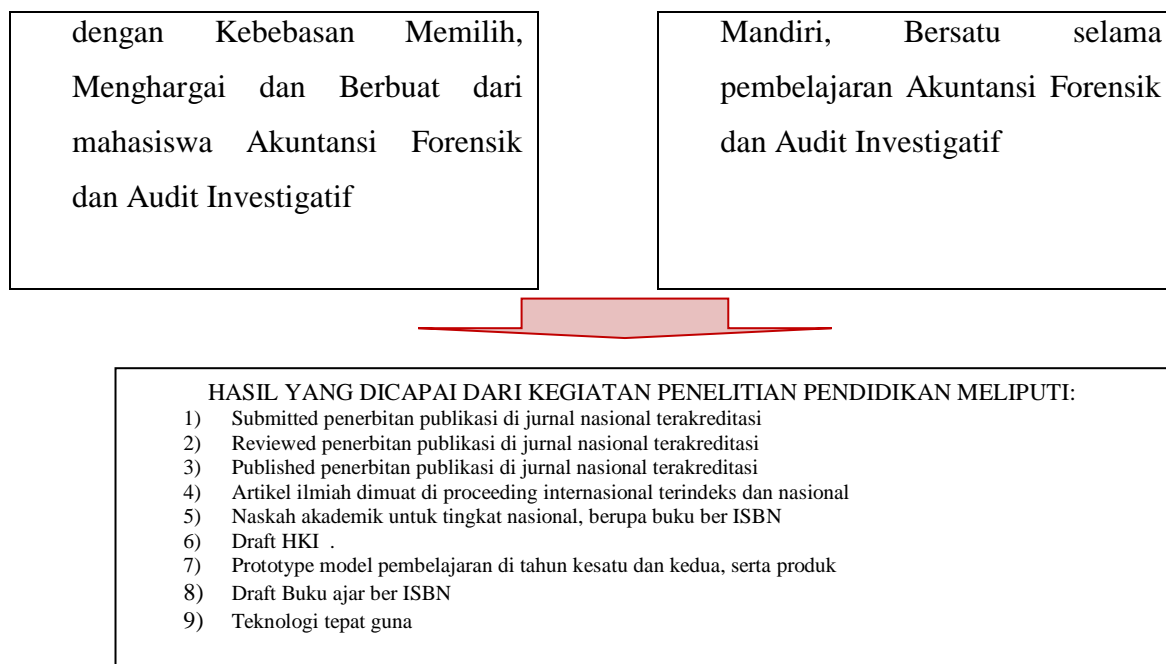 dengan Kebebasan Memilih,
Menghargai dan Berbuat dari
mahasiswa Akuntansi Forensik
dan Audit Investigatif
Mandiri, Bersatu selama
pembelajaran Akuntansi Forensik
dan Audit Investigatif
HASIL YANG DICAPAI DARI KEGIATAN PENELITIAN PENDIDIKAN MELIPUTI:
1) Submitted penerbitan publikasi di jurnal nasional terakreditasi
2) Reviewed penerbitan publikasi di jurnal nasional terakreditasi
3) Published penerbitan publikasi di jurnal nasional terakreditasi
4) Artikel ilmiah dimuat di proceeding internasional terindeks dan nasional
5) Naskah akademik untuk tingkat nasional, berupa buku ber ISBN
6) Draft HKI .
7) Prototype model pembelajaran di tahun kesatu dan kedua, serta produk
8) Draft Buku ajar ber ISBN
9) Teknologi tepat guna